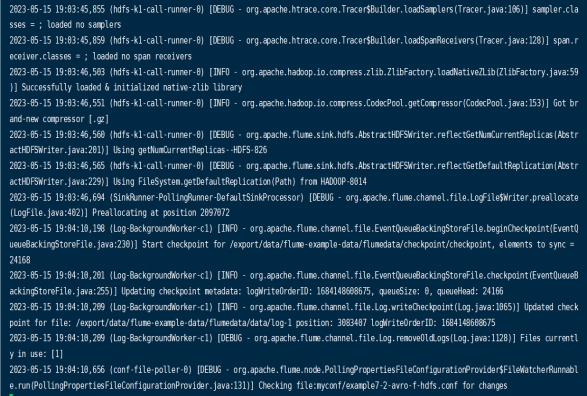 2023-05-15 19:03:45,855 (hdfs-k1-call-runner-0) [DEBUG - org.apache.htrace.core.Tracer$Builder.loadSamplers(Tracer.java:106)] sampler.cla
sses = ; loaded no samplers
2023-05-15 19:03:45,859 (hdfs-k1-call-runner-0) [DEBUG - org.apache.htrace.core.Tracer$Builder.loadSpanReceivers(Tracer.java:128)] span.r
eceiver.classes = ; loaded no span receivers
2023-05-15 19:03:46,503 (hdfs-k1-call-runner-0) [INFO - org.apache.hadoop.io.compress.zlib.ZlibFactory.loadNativeZLib(ZlibFactory.java:59
)] Successfully loaded & initialized native-zlib library
2023-05-15 19:03:46,551 (hdfs-k1-call-runner-0) [INFO - org.apache.hadoop.io.compress.CodecPool.getCompressor(CodecPool.java:153)] Got br
and-new compressor [.gz]
2023-05-15 19:03:46,560 (hdfs-k1-call-runner-0) [DEBUG - org.apache.flume.sink.hdfs.AbstractHDFSWriter.reflectGetNumCurrentReplicas(Abstr
actHDFSWriter.java:201)] Using getNumCurrentReplicas--HDFS-826
2023-05-15 19:03:46,565 (hdfs-k1-call-runner-0) [DEBUG - org.apache.flume.sink.hdfs.AbstractHDFSWriter.reflectGetDefaultReplication(Abstr
actHDFSWriter.java:229)] Using FileSystem.getDefaultReplication(Path) from HADOOP-8014
2023-05-15 19:03:46,694 (SinkRunner-PollingRunner-DefaultSinkProcessor) [DEBUG - org.apache.flume.channel.file.LogFile$Writer.preallocate
(LogFile.java:402)] Preallocating at position 2097072
2023-05-15 19:04:10,198 (Log-BackgroundWorker-c1) [INFO - org.apache.flume.channel.file.EventQueueBackingStoreFile.beginCheckpoint(EventQ
ueueBackingStoreFile.java:230)] Start checkpoint for /export/data/flume-example-data/flumedata/checkpoint/checkpoint, elements to sync =
24168
2023-05-15 19:04:10,201 (Log-BackgroundWorker-c1) [INFO - org.apache.flume.channel.file.EventQueueBackingStoreFile.checkpoint(EventQueueB
ackingStoreFile.java:255)] Updating checkpoint metadata: logWriteOrderID: 1684148608675, queueSize: 0, queueHead: 24166
2023-05-15 19:04:10,209 (Log-BackgroundWorker-c1) [INFO - org.apache.flume.channel.file.Log.writeCheckpoint(Log.java:1065)] Updated check
point for file: /export/data/flume-example-data/flumedata/data/log-1 position: 3083407 logWriteOrderID: 1684148608675
2023-05-15 19:04:10,209 (Log-BackgroundWorker-c1) [DEBUG - org.apache.flume.channel.file.Log.removeOldLogs(Log.java:1128)] Files currentl
y in use: [1]
2023-05-15 19:04:10,656 (conf-file-poller-0) [DEBUG - org.apache.flume.node.PollingPropertiesFileConfigurationProvider$FileWatcherRunnabl
e.run(PollingPropertiesFileConfigurationProvider.java:131)] Checking file:myconf/example7-2-avro-f-hdfs.conf for changes